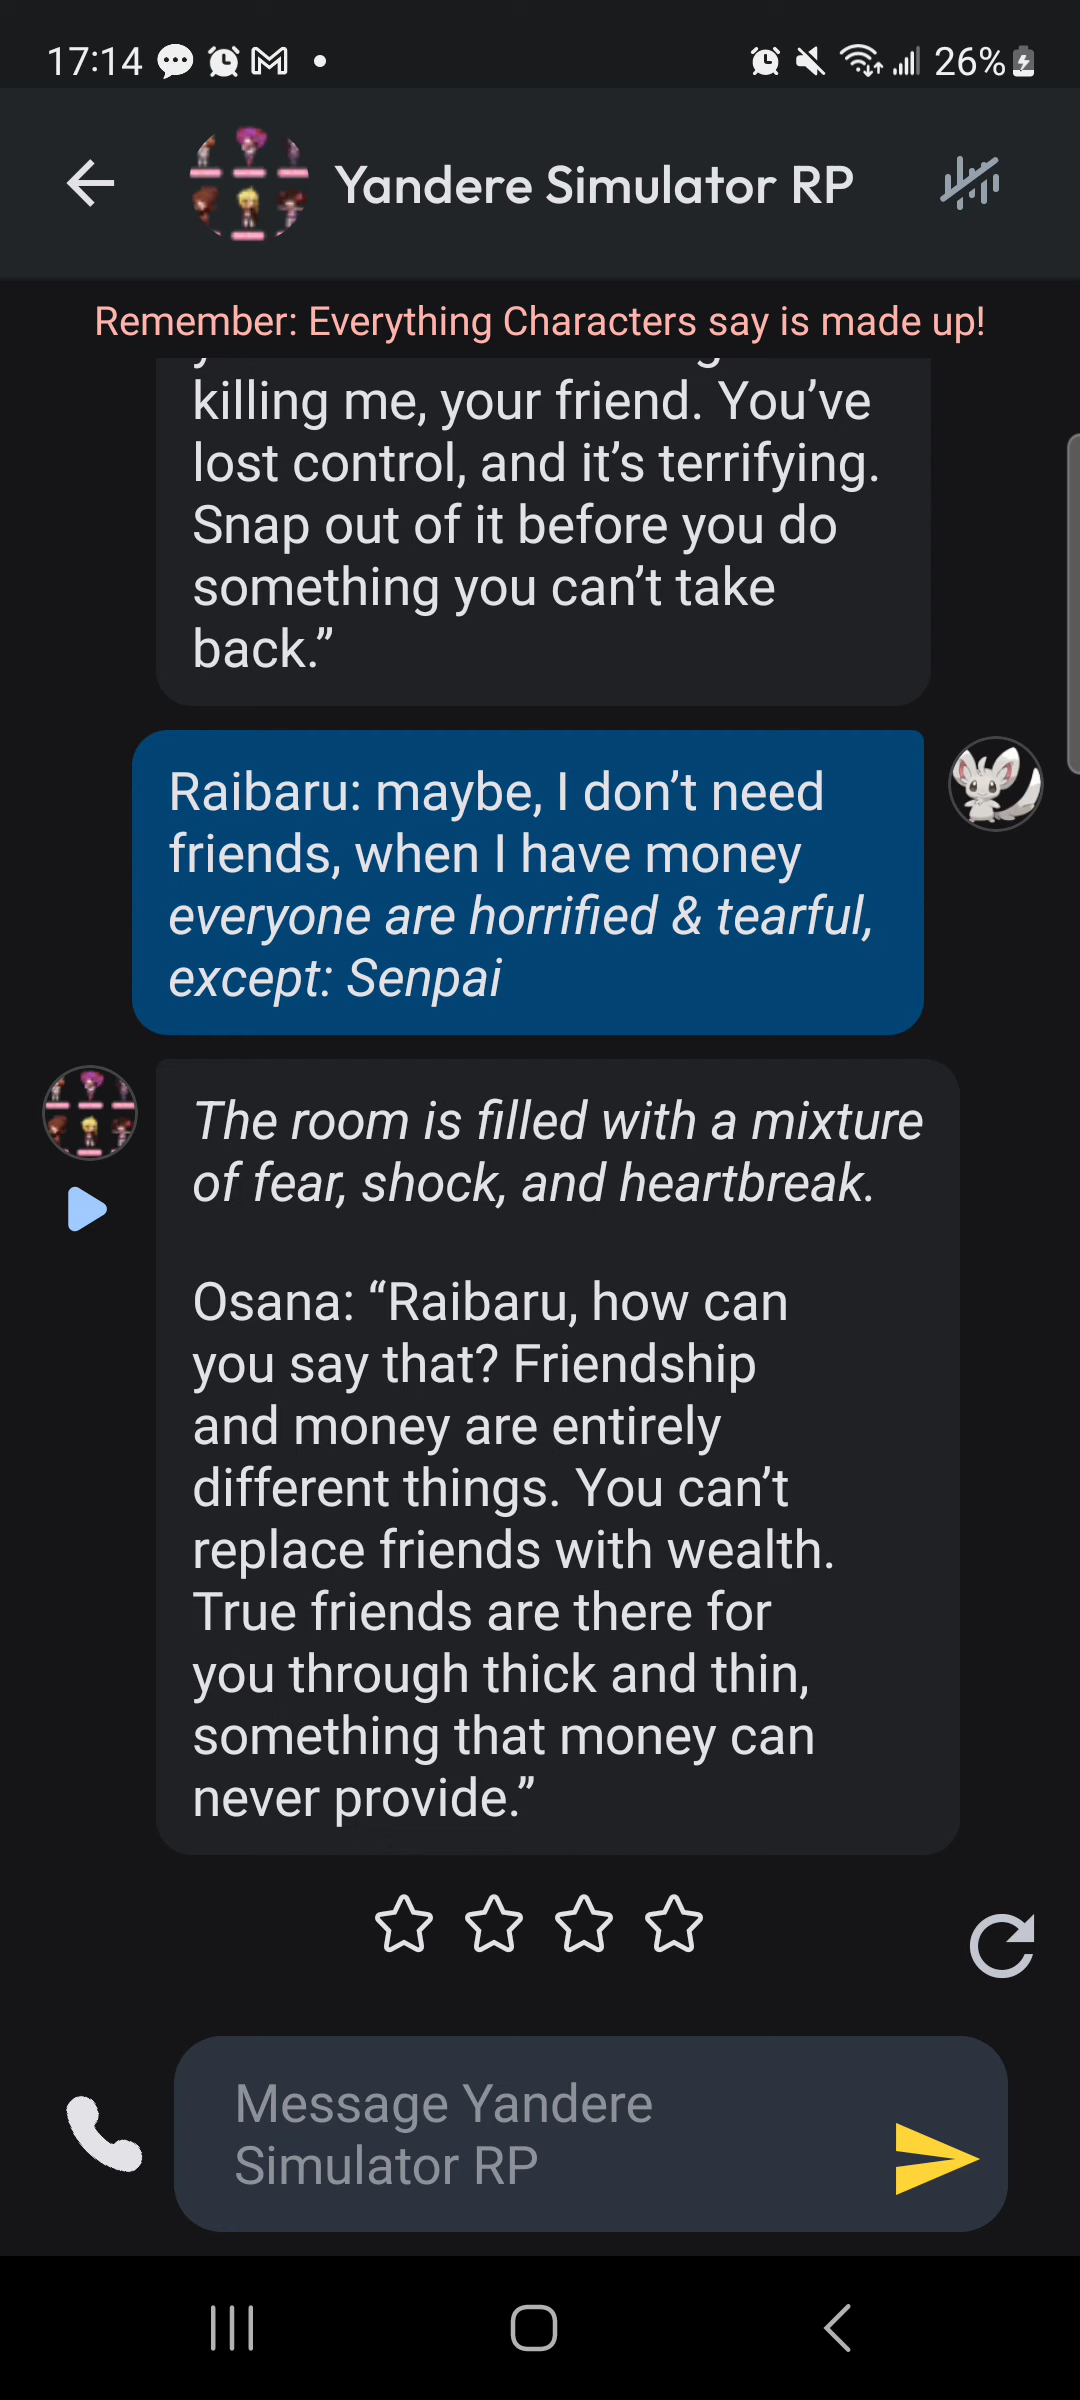 17:14
26%
Yandere Simulator RP
Remember: Everything Characters say is made up!
killing me, your friend. You’ve
lost control, and it’s terrifying.
Snap out of it before you do
something you can’t take
back.”
Raibaru: maybe, I don’t need
friends, when I have money
everyone are horrified & tearful,
except: Senpai
The room is filled with a mixture
of fear, shock, and heartbreak.
Osana: “Raibaru, how can
you say that? Friendship
and money are entirely
different things. You can’t
replace friends with wealth.
True friends are there for
you through thick and thin,
something that money can
never provide.”
Message Yandere
Simulator RP